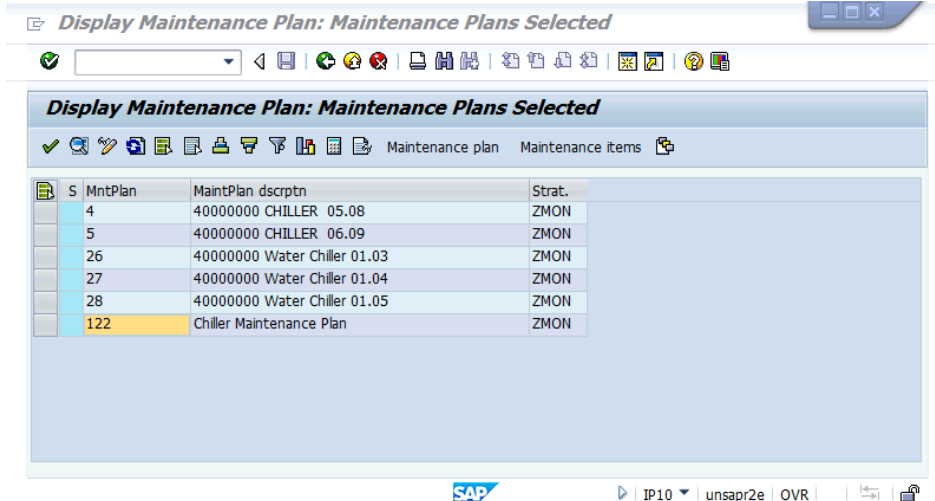 Display Maintenance Plan: Maintenance Plans Selected
Display Maintenance Plan: Maintenance Plans Selected
Maintenance plan Maintenance items
S MntPlan MaintPlan dscrptn Strat.
4 40000000 CHILLER 05.08 ZMON
5 40000000 CHILLER 06.09 ZMON
26 40000000 Water Chiller 01.03 ZMON
27 40000000 Water Chiller 01.04 ZMON
28 40000000 Water Chiller 01.05 ZMON
122 Chiller Maintenance Plan ZMON
SAP IP10 unsapr2e OVR